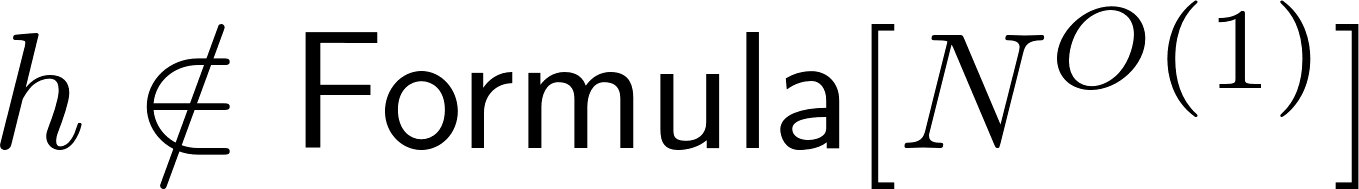 h ∉ Formula[N^{O(1)}]